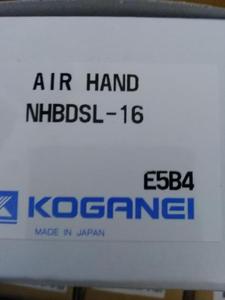 AIR HAND
NHBDSL-16
E5B4
KOGANEI
MADE IN JAPAN